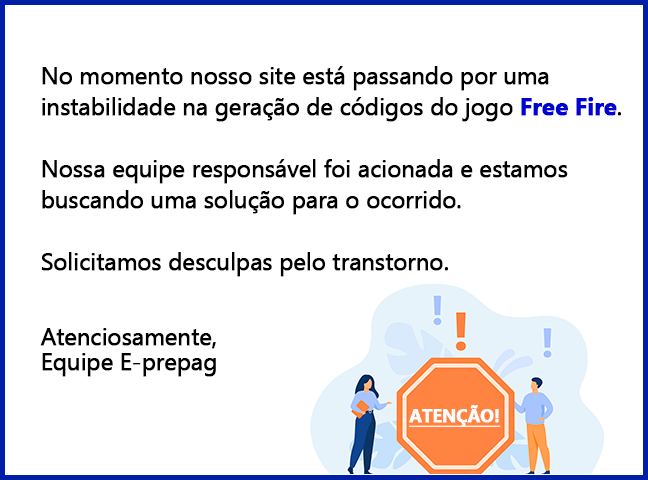 No momento nosso site está passando por uma
instabilidade na geração de códigos do jogo Free Fire.
Nossa equipe responsável foi acionada e estamos
buscando uma solução para o ocorrido.
Solicitamos desculpas pelo transtorno.
Atenciosamente,
Equipe E-prepag
ATENÇÃO!